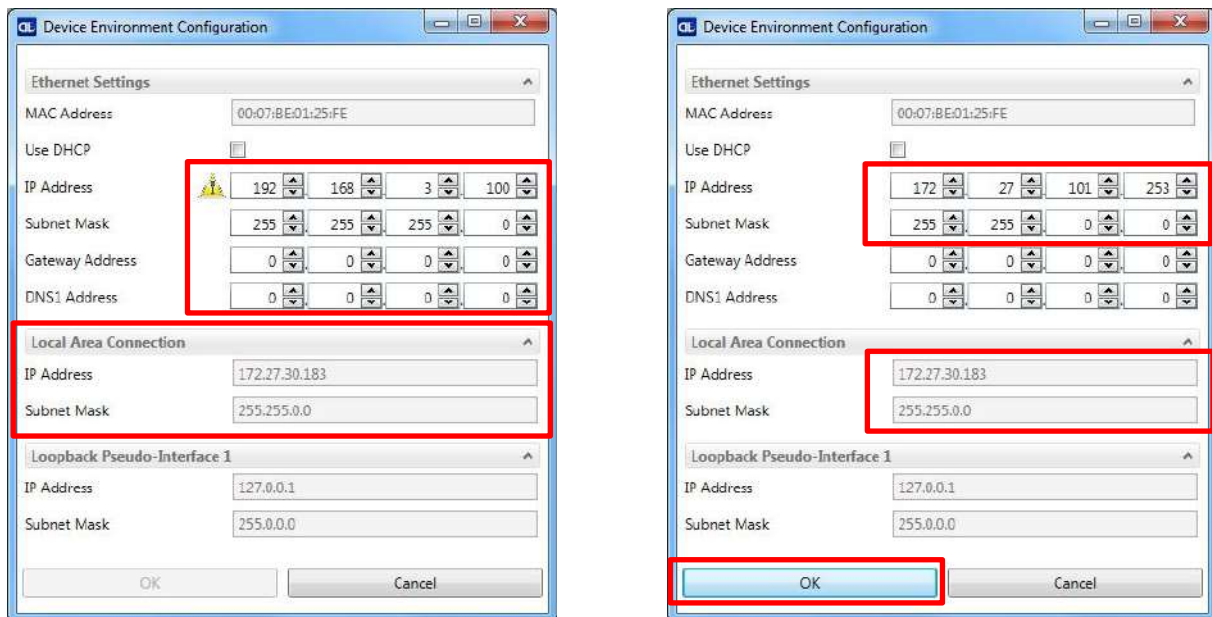 Device Environment Configuration
Ethernet Settings
MAC Address 00:07:BE:01:25:FE
Use DHCP
IP Address 192. 168. 3. 100
Subnet Mask 255. 255. 255. 0
Gateway Address 0. 0. 0. 0
DNS1 Address 0. 0. 0. 0
Local Area Connection
IP Address 172.27.30.183
Subnet Mask 255.255.0.0
Loopback Pseudo-Interface 1
IP Address 127.0.0.1
Subnet Mask 255.0.0.0
OK Cancel
Device Environment Configuration
Ethernet Settings
MAC Address 00:07:BE:01:25:FE
Use DHCP
IP Address 172. 27. 101. 253
Subnet Mask 255. 255. 0. 0
Gateway Address 0. 0. 0. 0
DNS1 Address 0. 0. 0. 0
Local Area Connection
IP Address 172.27.30.183
Subnet Mask 255.255.0.0
Loopback Pseudo-Interface 1
IP Address 127.0.0.1
Subnet Mask 255.0.0.0
OK Cancel